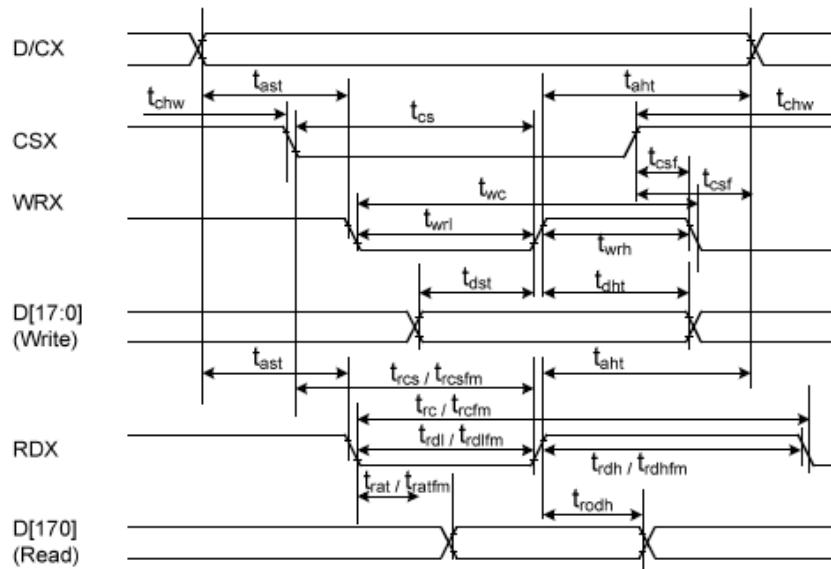 D/CX
tast
taht
tchw
tchw
tcs
CSX
tcsf
tcsf
WRX
twc
twrl
twrh
tdst
tdht
D[17:0]
(Write)
tast
trcs / trcsfm
taht
trc / trcfm
RDX
trdl / trdlfm
trdh / trdhfm
trat / tratfm
trodh
D[170]
(Read)